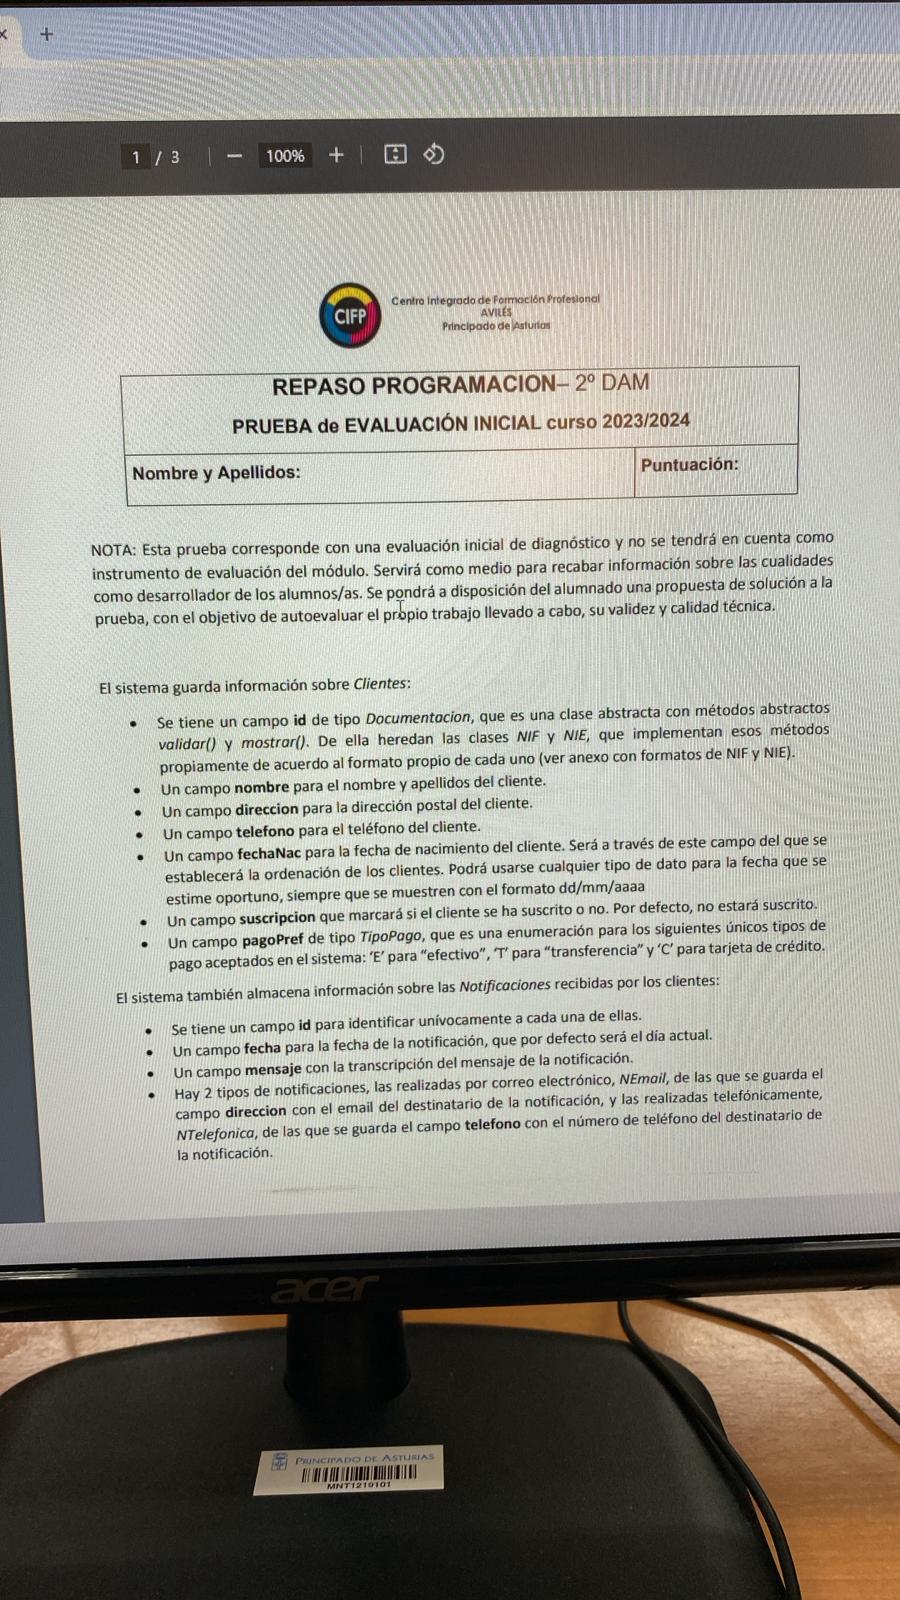 1 / 3
100%
CIFP
Centro Integrado de Formación Profesional
AVILÉS
Principado de Asturias
REPASO PROGRAMACION– 2º DAM
PRUEBA de EVALUACIÓN INICIAL curso 2023/2024
Nombre y Apellidos:
Puntuación:
NOTA: Esta prueba corresponde con una evaluación inicial de diagnóstico y no se tendrá en cuenta como
instrumento de evaluación del módulo. Servirá como medio para recabar información sobre las cualidades
como desarrollador de los alumnos/as. Se pondrá a disposición del alumnado una propuesta de solución a la
prueba, con el objetivo de autoevaluar el propio trabajo llevado a cabo, su validez y calidad técnica.
El sistema guarda información sobre Clientes:
• Se tiene un campo id de tipo Documentacion, que es una clase abstracta con métodos abstractos
validar() y mostrar(). De ella heredan las clases NIF y NIE, que implementan esos métodos
propiamente de acuerdo al formato propio de cada uno (ver anexo con formatos de NIF y NIE).
• Un campo nombre para el nombre y apellidos del cliente.
• Un campo direccion para la dirección postal del cliente.
• Un campo telefono para el teléfono del cliente.
• Un campo fechaNac para la fecha de nacimiento del cliente. Será a través de este campo del que se
establecerá la ordenación de los clientes. Podrá usarse cualquier tipo de dato para la fecha que se
estime oportuno, siempre que se muestren con el formato dd/mm/aaaa
• Un campo suscripcion que marcará si el cliente se ha suscrito o no. Por defecto, no estará suscrito.
• Un campo pagoPref de tipo TipoPago, que es una enumeración para los siguientes únicos tipos de
pago aceptados en el sistema: 'E' para "efectivo", 'T' para "transferencia" y 'C' para tarjeta de crédito.
El sistema también almacena información sobre las Notificaciones recibidas por los clientes:
• Se tiene un campo id para identificar unívocamente a cada una de ellas.
• Un campo fecha para la fecha de la notificación, que por defecto será el día actual.
• Un campo mensaje con la transcripción del mensaje de la notificación.
• Hay 2 tipos de notificaciones, las realizadas por correo electrónico, NEmail, de las que se guarda el
campo direccion con el email del destinatario de la notificación, y las realizadas telefónicamente,
NTelefonica, de las que se guarda el campo telefono con el número de teléfono del destinatario de
la notificación.
acer
PRINCIPADO DE ASTURIAS
MNT1219101